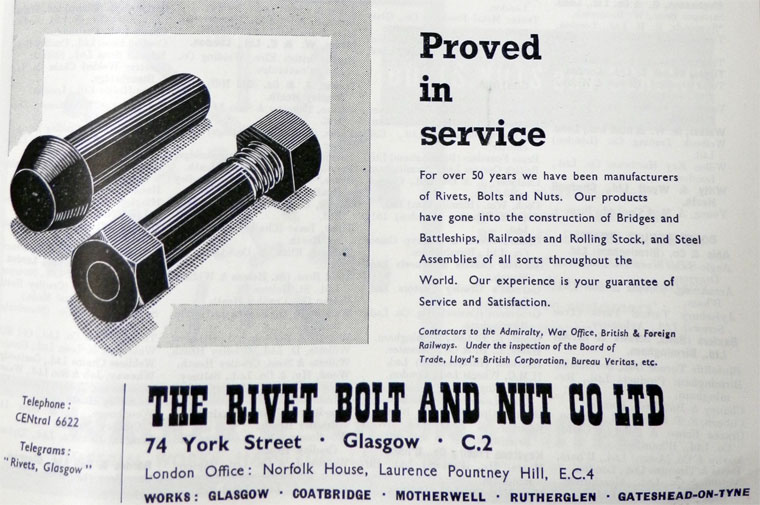 Proved
in
service
For over 50 years we have been manufacturers
of Rivets, Bolts and Nuts. Our products
have gone into the construction of Bridges and
Battleships, Railroads and Rolling Stock, and Steel
Assemblies of all sorts throughout the
World. Our experience is your guarantee of
Service and Satisfaction.
Contractors to the Admiralty, War Office, British & Foreign
Railways. Under the inspection of the Board of
Trade, Lloyd's British Corporation, Bureau Veritas, etc.
Telephone:
CENtral 6622
Telegrams:
"Rivets, Glasgow"
THE RIVET BOLT AND NUT CO LTD
74 York Street · Glasgow · C.2
London Office: Norfolk House, Laurence Pountney Hill, E.C.4
WORKS: GLASGOW · COATBRIDGE · MOTHERWELL · RUTHERGLEN · GATESHEAD-ON-TYNE